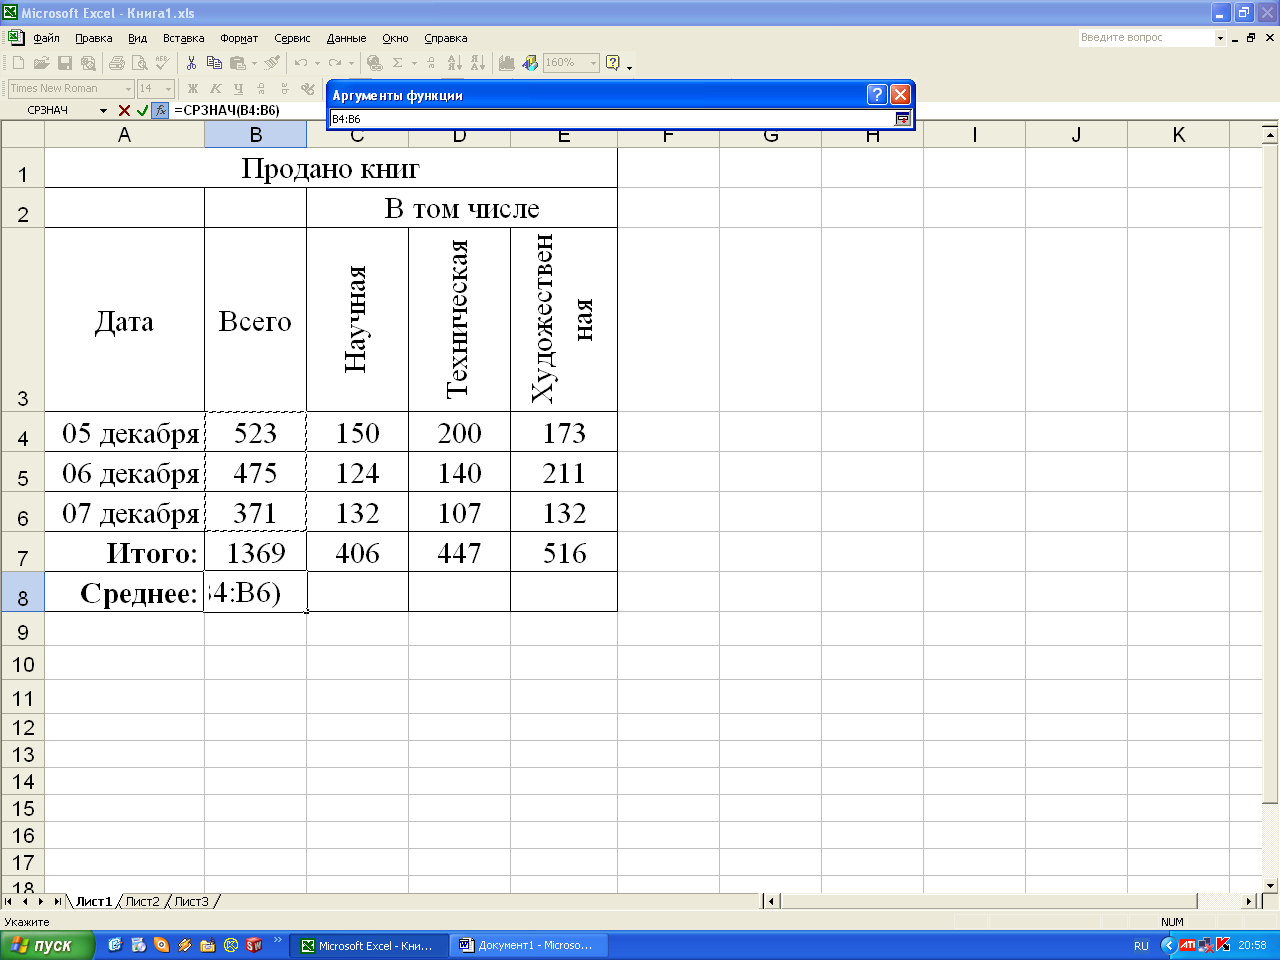 Microsoft Excel - Книга1.xls
Файл Правка Вид Вставка Формат Сервис Данные Окно Справка Введите вопрос
160%
Times New Roman 14 Ж К Ч
Аргументы функции
СРЗНАЧ =СРЗНАЧ(B4:B6)
B4:B6
A B C D E F G H I J K
1 Продано книг
2 В том числе
3 Дата Всего Научная Техническая Художествен
ная
4 05 декабря 523 150 200 173
5 06 декабря 475 124 140 211
6 07 декабря 371 132 107 132
7 Итого: 1369 406 447 516
8 Среднее: 4:B6)
9
10
11
12
13
14
15
16
17
18
Лист1 Лист2 Лист3
Укажите NUM
пуск Microsoft Excel - Кни... Документ1 - Microso... RU ATI 20:58